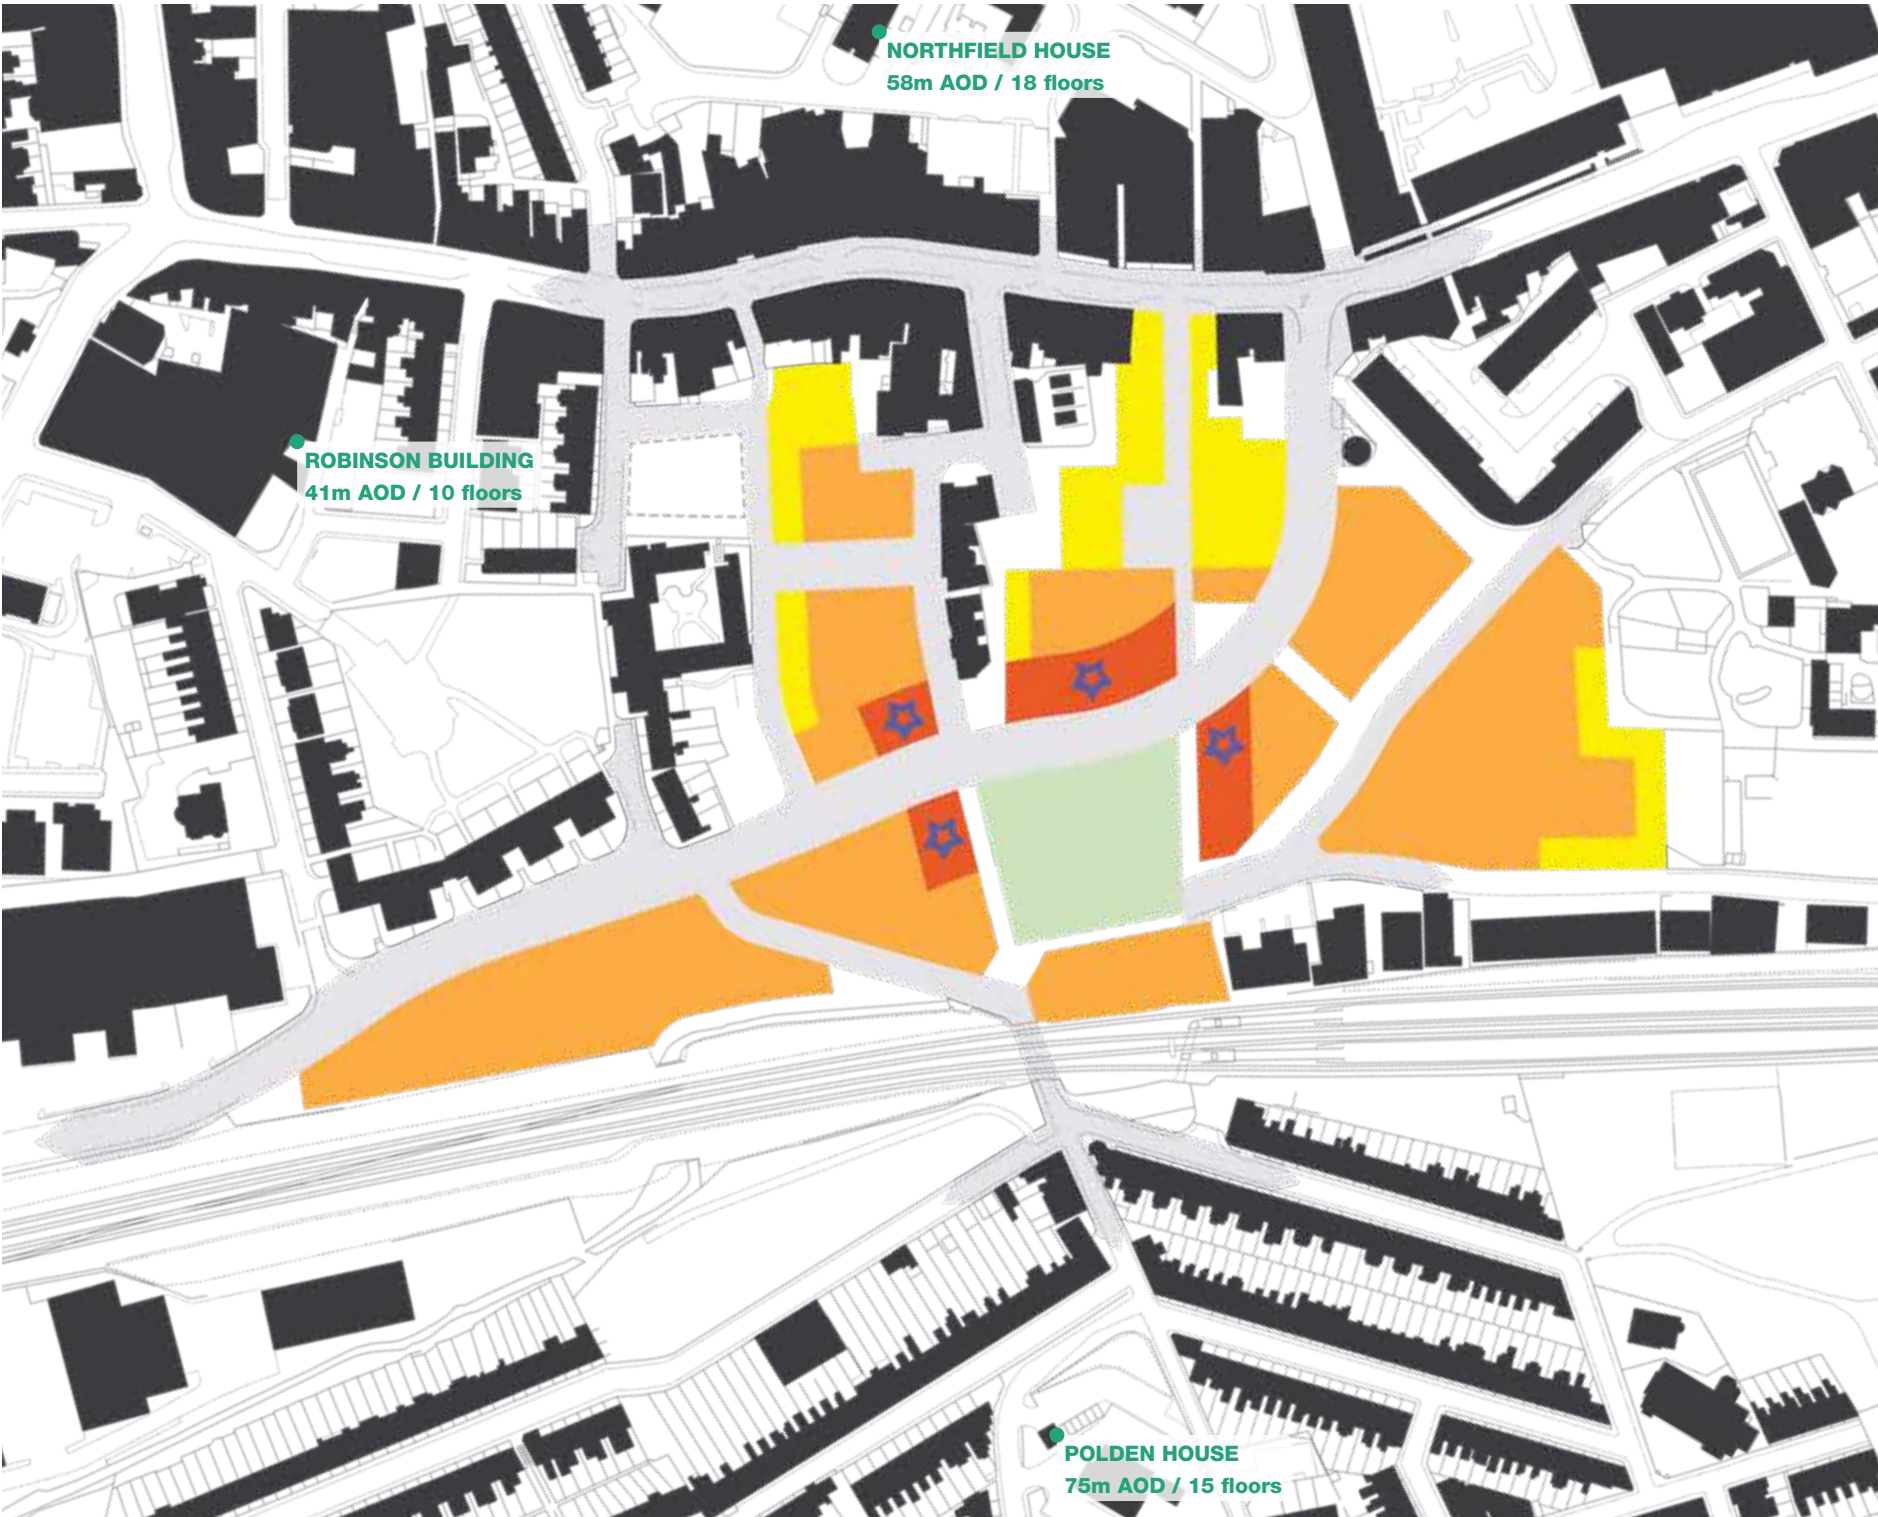 NORTHFIELD HOUSE
58m AOD / 18 floors
ROBINSON BUILDING
41m AOD / 10 floors
POLDEN HOUSE
75m AOD / 15 floors